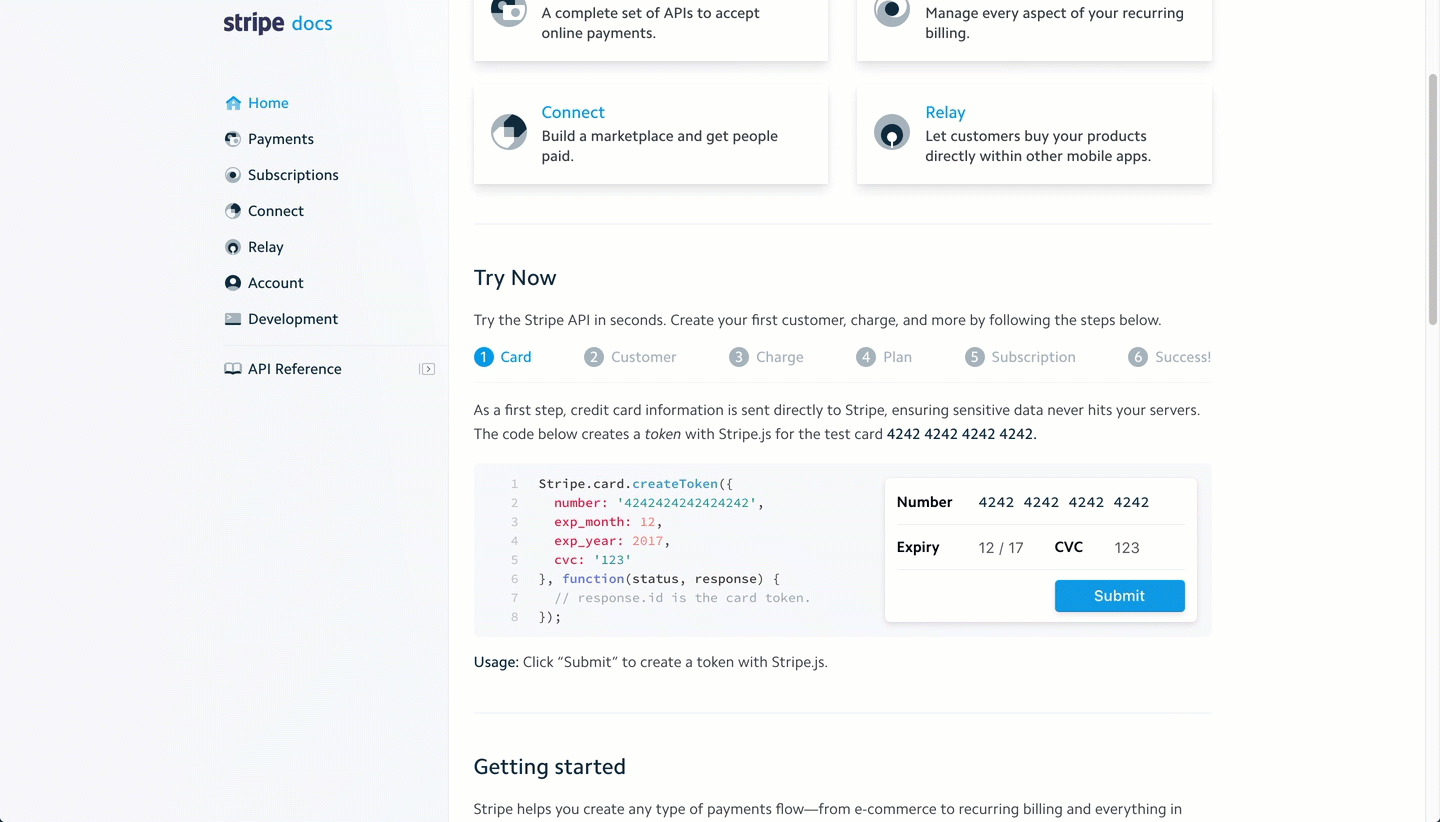 stripe docs
Home
Payments
Subscriptions
Connect
Relay
Account
Development
API Reference
A complete set of APIs to accept
online payments.
Manage every aspect of your recurring
billing.
Connect
Build a marketplace and get people
paid.
Relay
Let customers buy your products
directly within other mobile apps.
Try Now
Try the Stripe API in seconds. Create your first customer, charge, and more by following the steps below.
1 Card 2 Customer 3 Charge 4 Plan 5 Subscription 6 Success!
As a first step, credit card information is sent directly to Stripe, ensuring sensitive data never hits your servers.
The code below creates a token with Stripe.js for the test card 4242 4242 4242 4242.
1 Stripe.card.createToken({
2   number: '4242424242424242',
3   exp_month: 12,
4   exp_year: 2017,
5   cvc: '123'
6 }, function(status, response) {
7   // response.id is the card token.
8 });
Number 4242 4242 4242 4242
Expiry 12 / 17 CVC 123
Submit
Usage: Click “Submit” to create a token with Stripe.js.
Getting started
Stripe helps you create any type of payments flow—from e-commerce to recurring billing and everything in